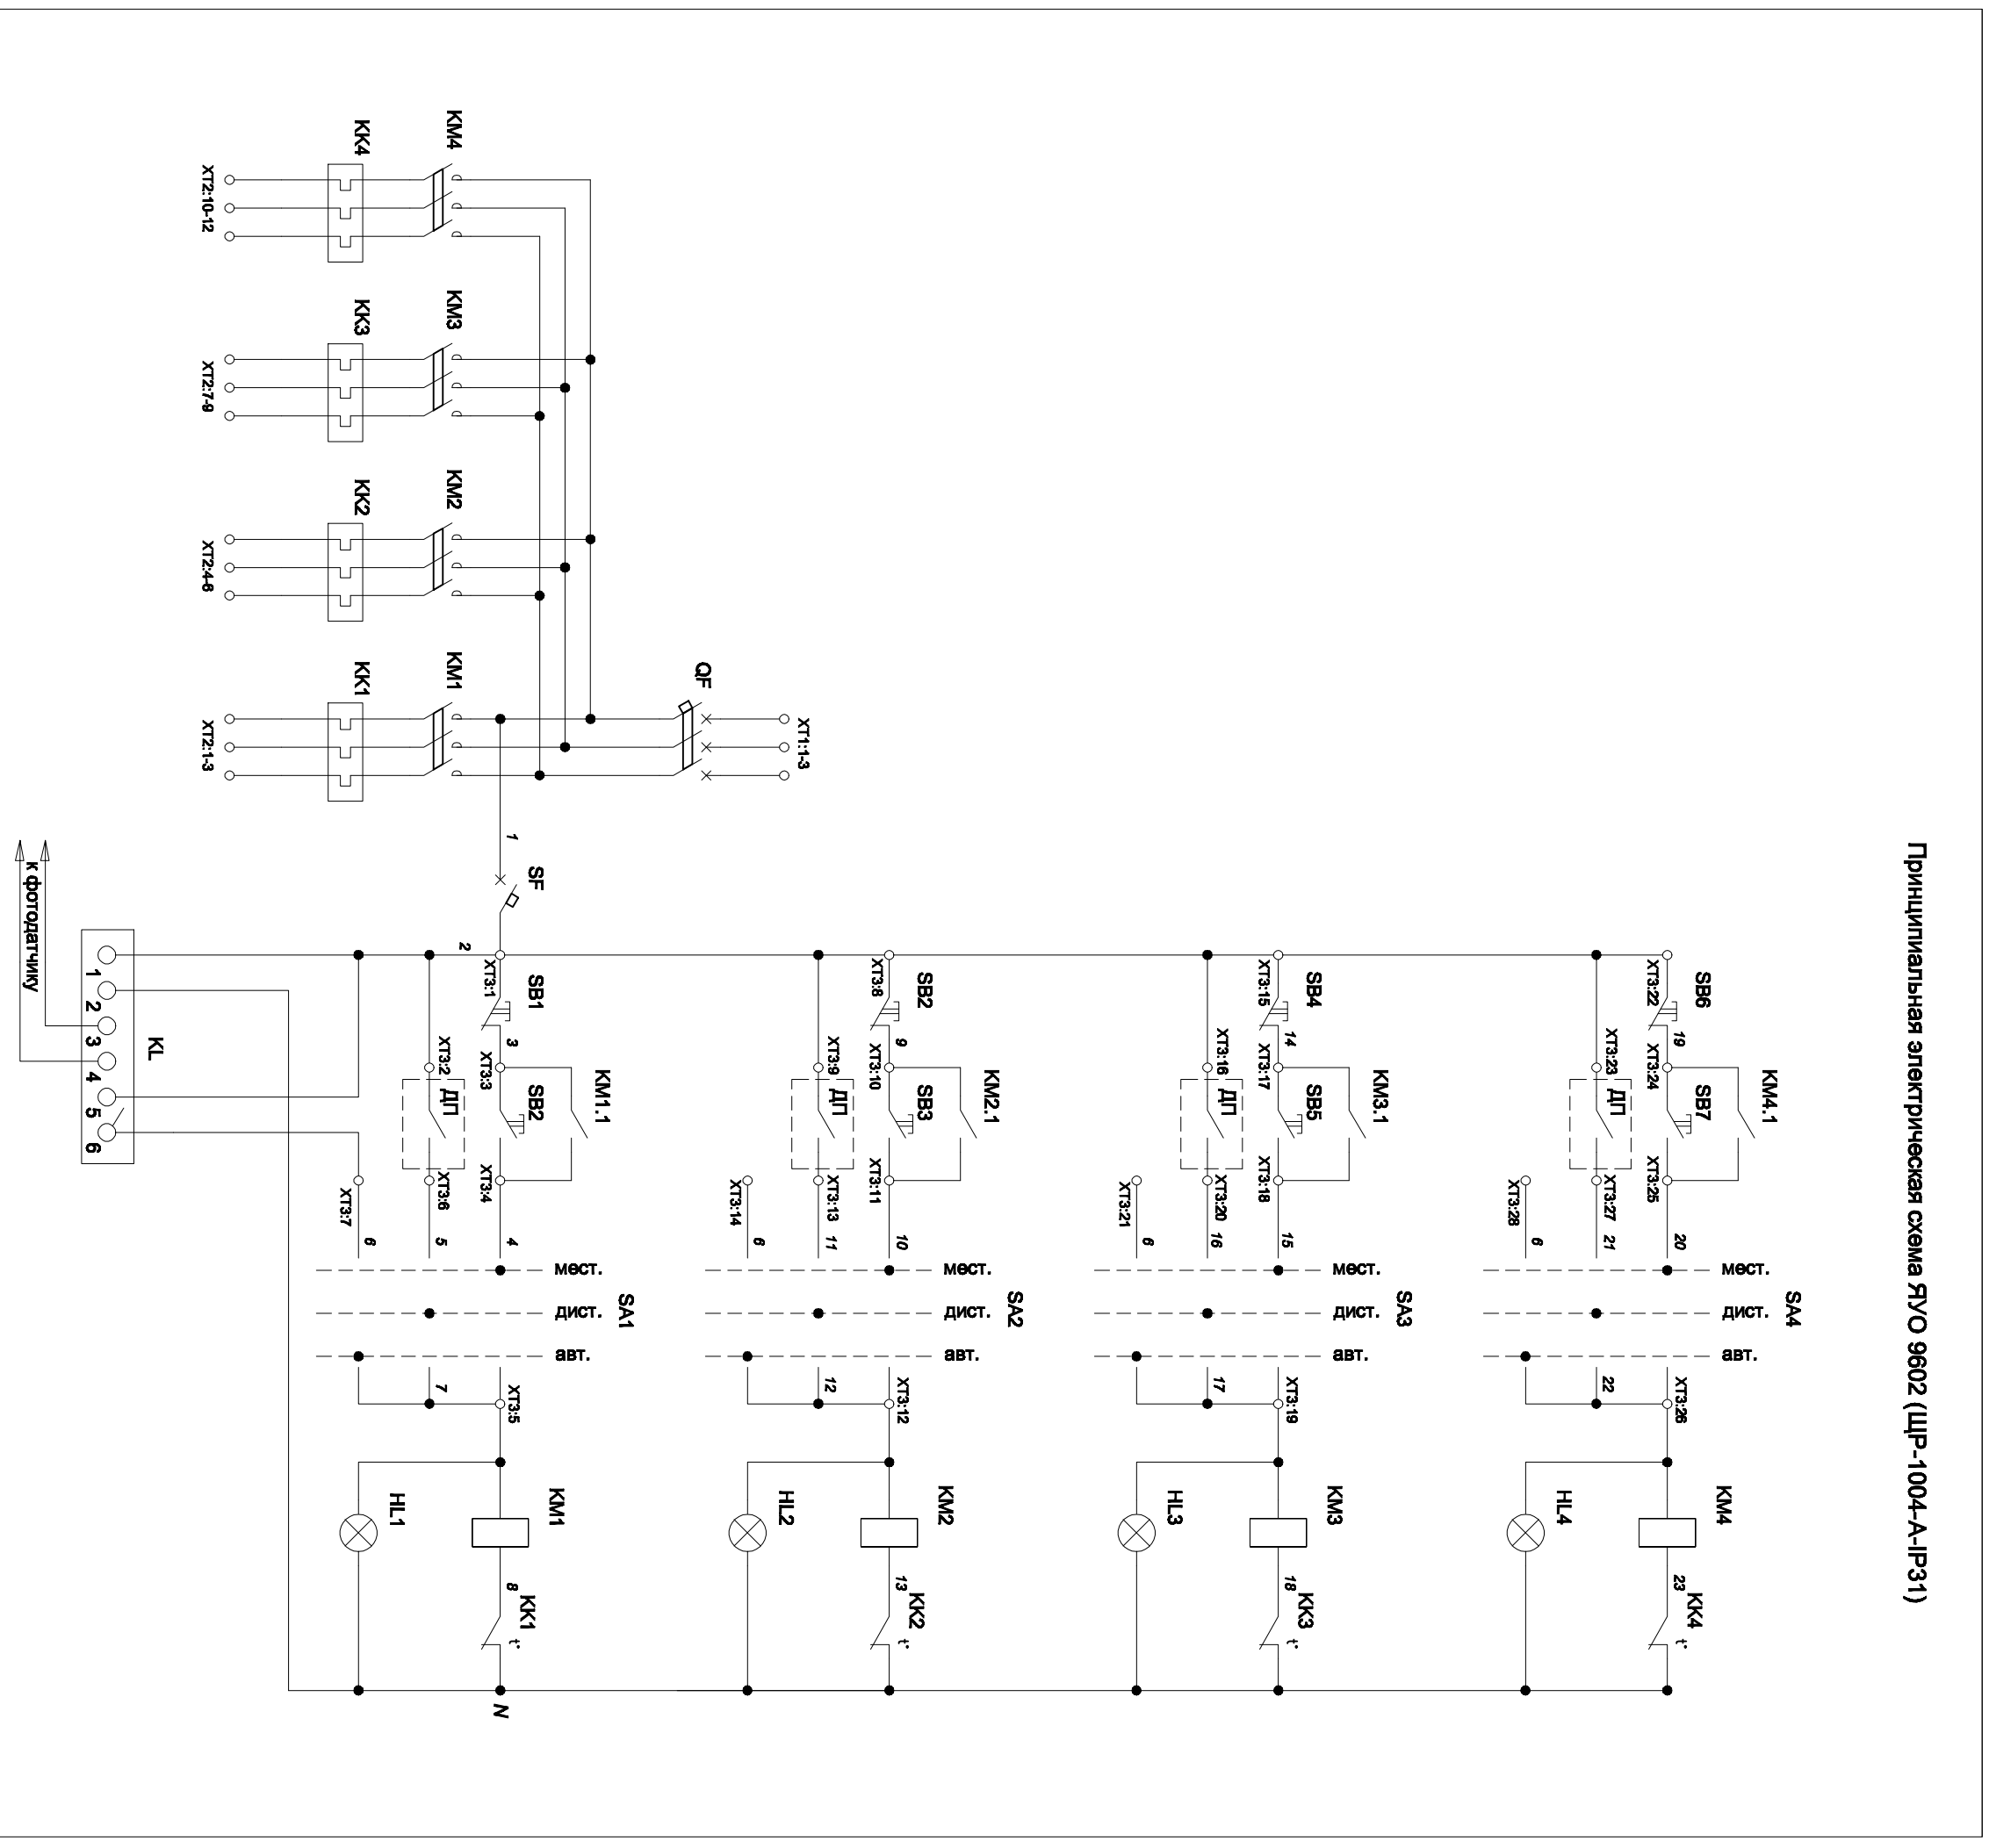 Принципиальная электрическая схема ЯУО 9602 (ЩР-1004-А-IP31)
SA4
KM4.1
мест.
дист.
авт.
SB6
SB7
KM4
KK4
XT3:22
19
XT3:24
XT3:25
20
XT3:26
23
t°
XT3:23
ДП
XT3:27
21
22
HL4
XT3:28
6
SA3
KM3.1
мест.
дист.
авт.
SB4
SB5
KM3
KK3
XT3:15
14
XT3:17
XT3:18
15
XT3:19
18
t°
XT3:16
ДП
XT3:20
16
17
HL3
XT3:21
6
SA2
KM2.1
мест.
дист.
авт.
SB2
SB3
KM2
KK2
XT3:8
9
XT3:10
XT3:11
10
XT3:12
13
t°
XT3:9
ДП
XT3:13
11
12
HL2
XT3:14
6
XT1:1-3
QF
SA1
KM1.1
мест.
дист.
авт.
1
SF
SB1
SB2
KM1
KK1
2
XT3:1
3
XT3:3
XT3:4
4
XT3:5
8
t°
N
XT3:2
ДП
XT3:6
5
7
HL1
XT3:7
6
KM4
KM3
KM2
KM1
KK4
KK3
KK2
KK1
XT2:10-12
XT2:7-9
XT2:4-6
XT2:1-3
KL
1
2
3
4
5
6
к фотодатчику